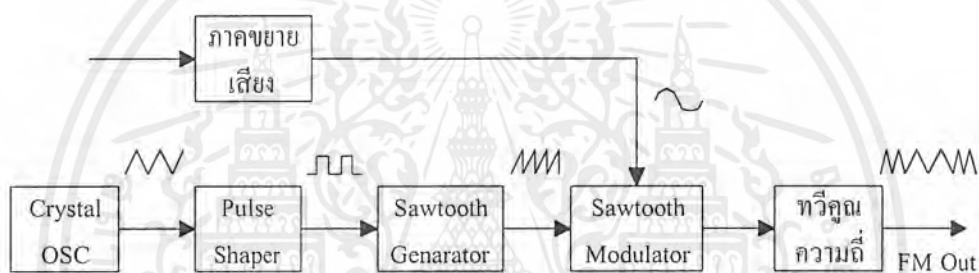 ภาคขยาย
เสียง
Crystal
OSC
Pulse
Shaper
Sawtooth
Genarator
Sawtooth
Modulator
ทวีคูณ
ความถี่
FM Out